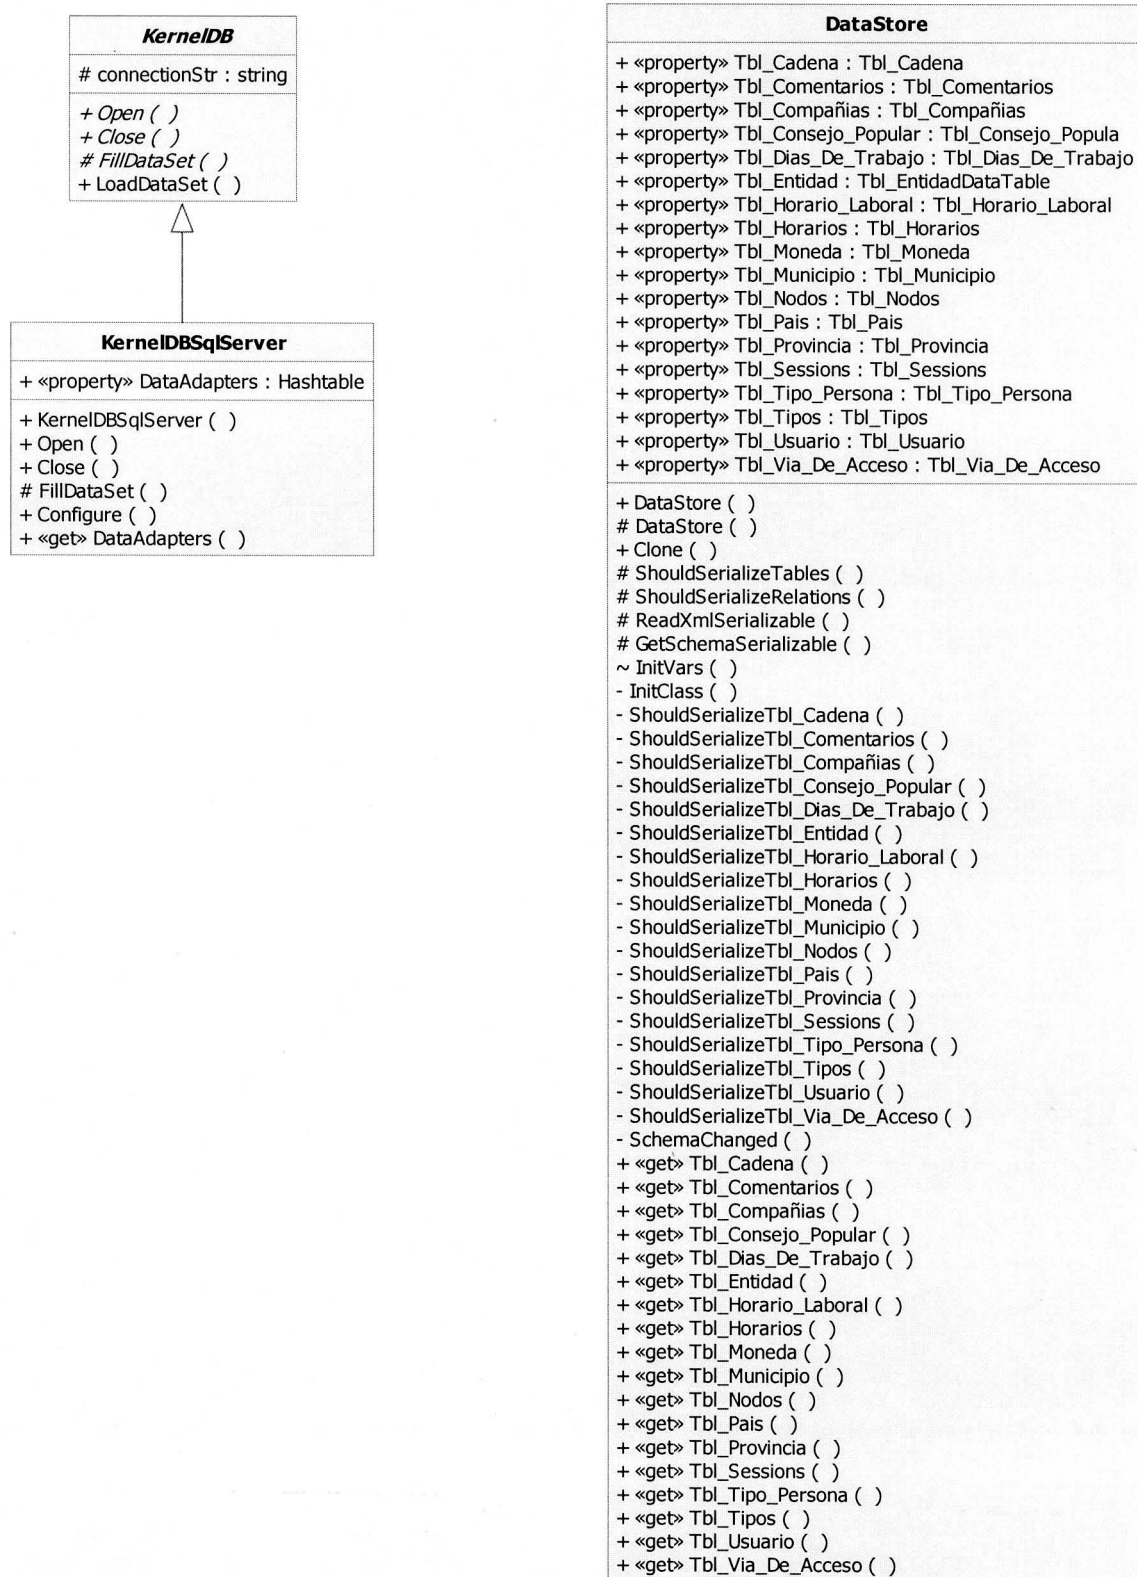 KernelDB
# connectionStr : string
+ Open ( )
+ Close ( )
# FillDataSet ( )
+ LoadDataSet ( )
KernelDBSqlServer
+ «property» DataAdapters : Hashtable
+ KernelDBSqlServer ( )
+ Open ( )
+ Close ( )
# FillDataSet ( )
+ Configure ( )
+ «get» DataAdapters ( )
DataStore
+ «property» Tbl_Cadena : Tbl_Cadena
+ «property» Tbl_Comentarios : Tbl_Comentarios
+ «property» Tbl_Compañias : Tbl_Compañias
+ «property» Tbl_Consejo_Popular : Tbl_Consejo_Popula
+ «property» Tbl_Dias_De_Trabajo : Tbl_Dias_De_Trabajo
+ «property» Tbl_Entidad : Tbl_EntidadDataTable
+ «property» Tbl_Horario_Laboral : Tbl_Horario_Laboral
+ «property» Tbl_Horarios : Tbl_Horarios
+ «property» Tbl_Moneda : Tbl_Moneda
+ «property» Tbl_Municipio : Tbl_Municipio
+ «property» Tbl_Nodos : Tbl_Nodos
+ «property» Tbl_Pais : Tbl_Pais
+ «property» Tbl_Provincia : Tbl_Provincia
+ «property» Tbl_Sessions : Tbl_Sessions
+ «property» Tbl_Tipo_Persona : Tbl_Tipo_Persona
+ «property» Tbl_Tipos : Tbl_Tipos
+ «property» Tbl_Usuario : Tbl_Usuario
+ «property» Tbl_Via_De_Acceso : Tbl_Via_De_Acceso
+ DataStore ( )
# DataStore ( )
+ Clone ( )
# ShouldSerializeTables ( )
# ShouldSerializeRelations ( )
# ReadXmlSerializable ( )
# GetSchemaSerializable ( )
~ InitVars ( )
- InitClass ( )
- ShouldSerializeTbl_Cadena ( )
- ShouldSerializeTbl_Comentarios ( )
- ShouldSerializeTbl_Compañias ( )
- ShouldSerializeTbl_Consejo_Popular ( )
- ShouldSerializeTbl_Dias_De_Trabajo ( )
- ShouldSerializeTbl_Entidad ( )
- ShouldSerializeTbl_Horario_Laboral ( )
- ShouldSerializeTbl_Horarios ( )
- ShouldSerializeTbl_Moneda ( )
- ShouldSerializeTbl_Municipio ( )
- ShouldSerializeTbl_Nodos ( )
- ShouldSerializeTbl_Pais ( )
- ShouldSerializeTbl_Provincia ( )
- ShouldSerializeTbl_Sessions ( )
- ShouldSerializeTbl_Tipo_Persona ( )
- ShouldSerializeTbl_Tipos ( )
- ShouldSerializeTbl_Usuario ( )
- ShouldSerializeTbl_Via_De_Acceso ( )
- SchemaChanged ( )
+ «get» Tbl_Cadena ( )
+ «get» Tbl_Comentarios ( )
+ «get» Tbl_Compañias ( )
+ «get» Tbl_Consejo_Popular ( )
+ «get» Tbl_Dias_De_Trabajo ( )
+ «get» Tbl_Entidad ( )
+ «get» Tbl_Horario_Laboral ( )
+ «get» Tbl_Horarios ( )
+ «get» Tbl_Moneda ( )
+ «get» Tbl_Municipio ( )
+ «get» Tbl_Nodos ( )
+ «get» Tbl_Pais ( )
+ «get» Tbl_Provincia ( )
+ «get» Tbl_Sessions ( )
+ «get» Tbl_Tipo_Persona ( )
+ «get» Tbl_Tipos ( )
+ «get» Tbl_Usuario ( )
+ «get» Tbl_Via_De_Acceso ( )